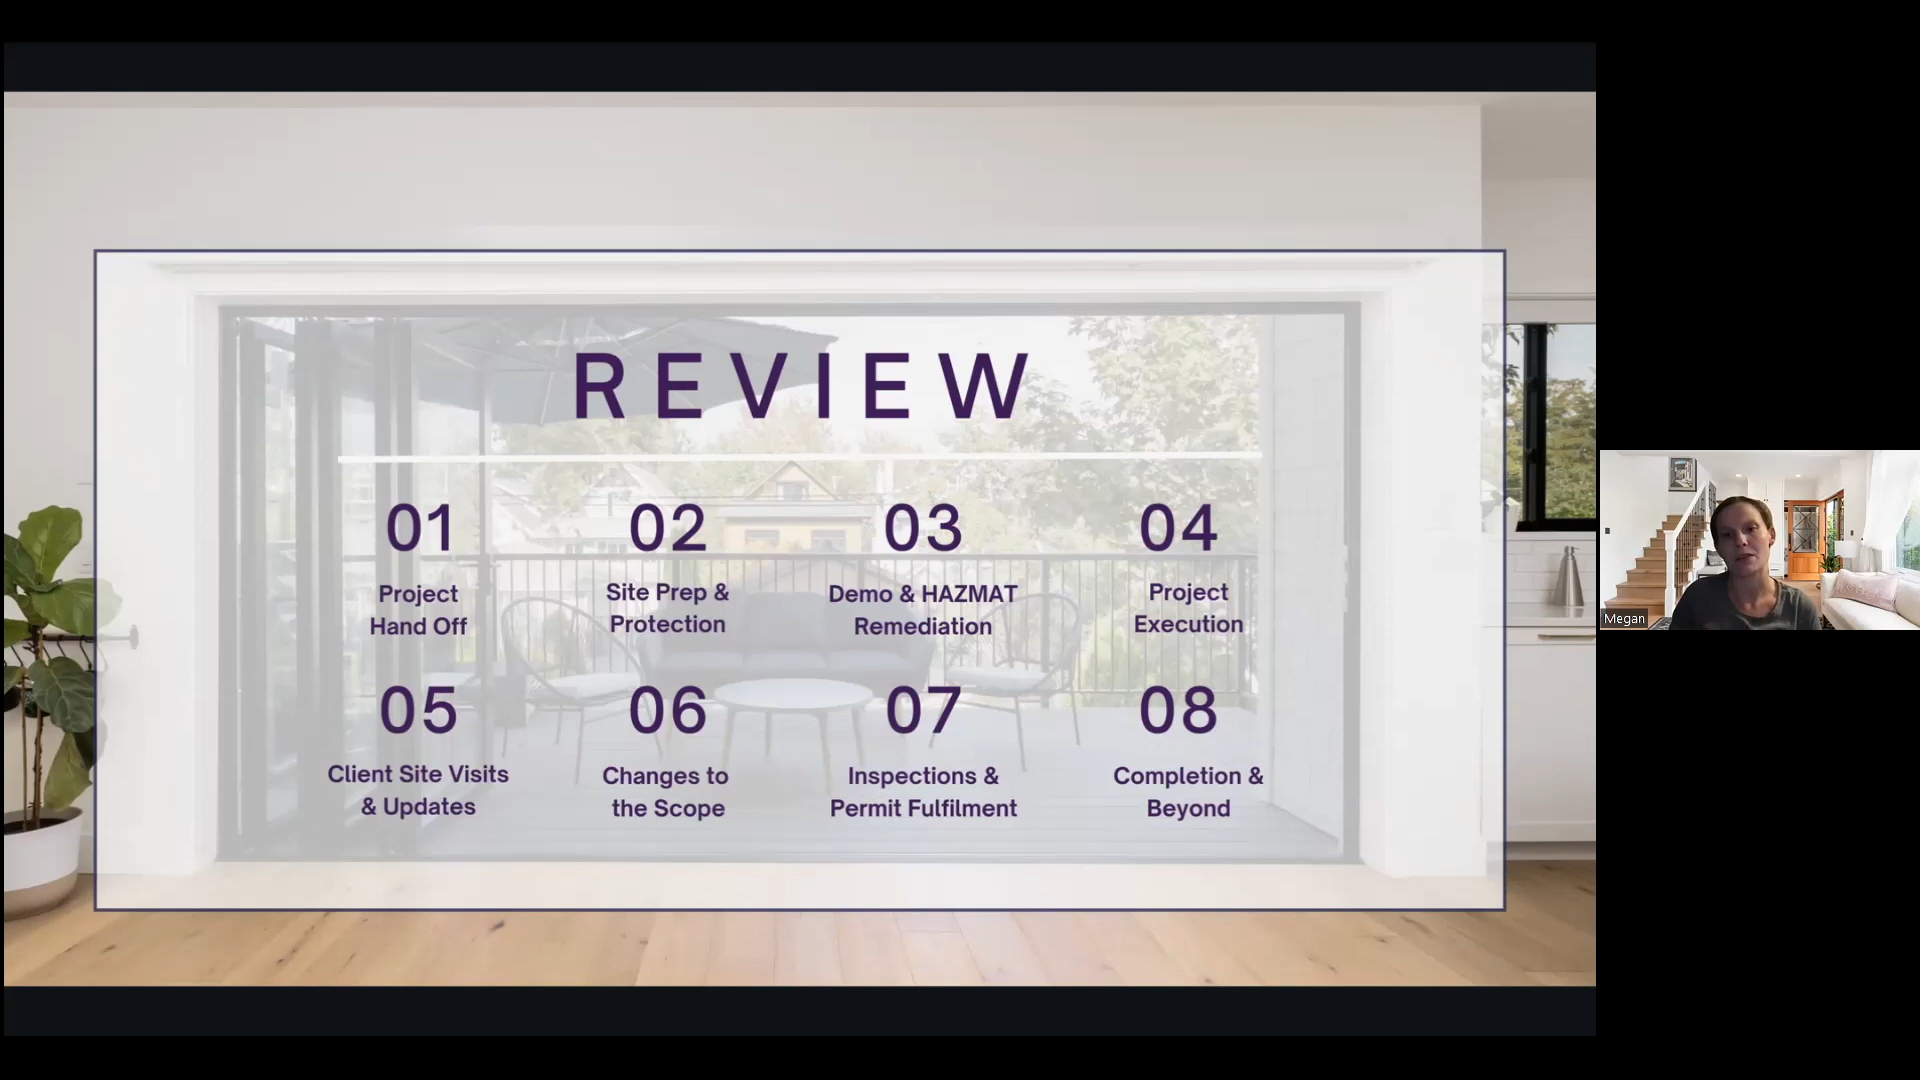 REVIEW
01
Project
Hand Off
02
Site Prep &
Protection
03
Demo & HAZMAT
Remediation
04
Project
Execution
05
Client Site Visits
& Updates
06
Changes to
the Scope
07
Inspections &
Permit Fulfilment
08
Completion &
Beyond
Megan